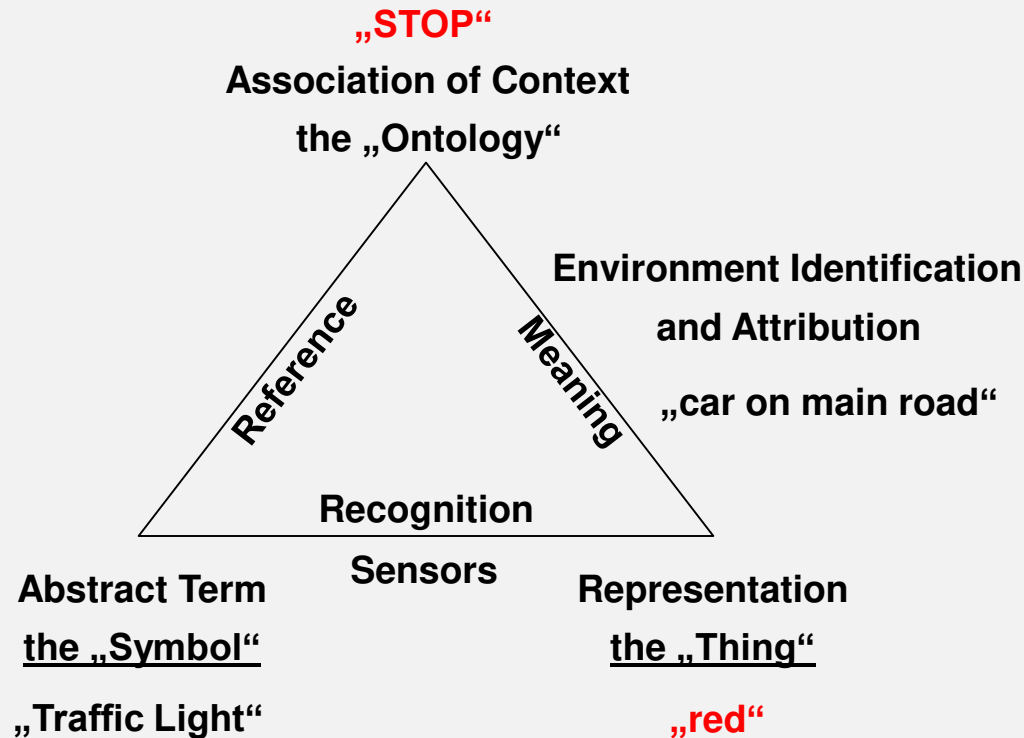 „STOP“
Association of Context
the „Ontology“
Environment Identification
and Attribution
„car on main road“
Reference
Meaning
Recognition
Sensors
Abstract Term
the „Symbol“
„Traffic Light“
Representation
the „Thing“
„red“